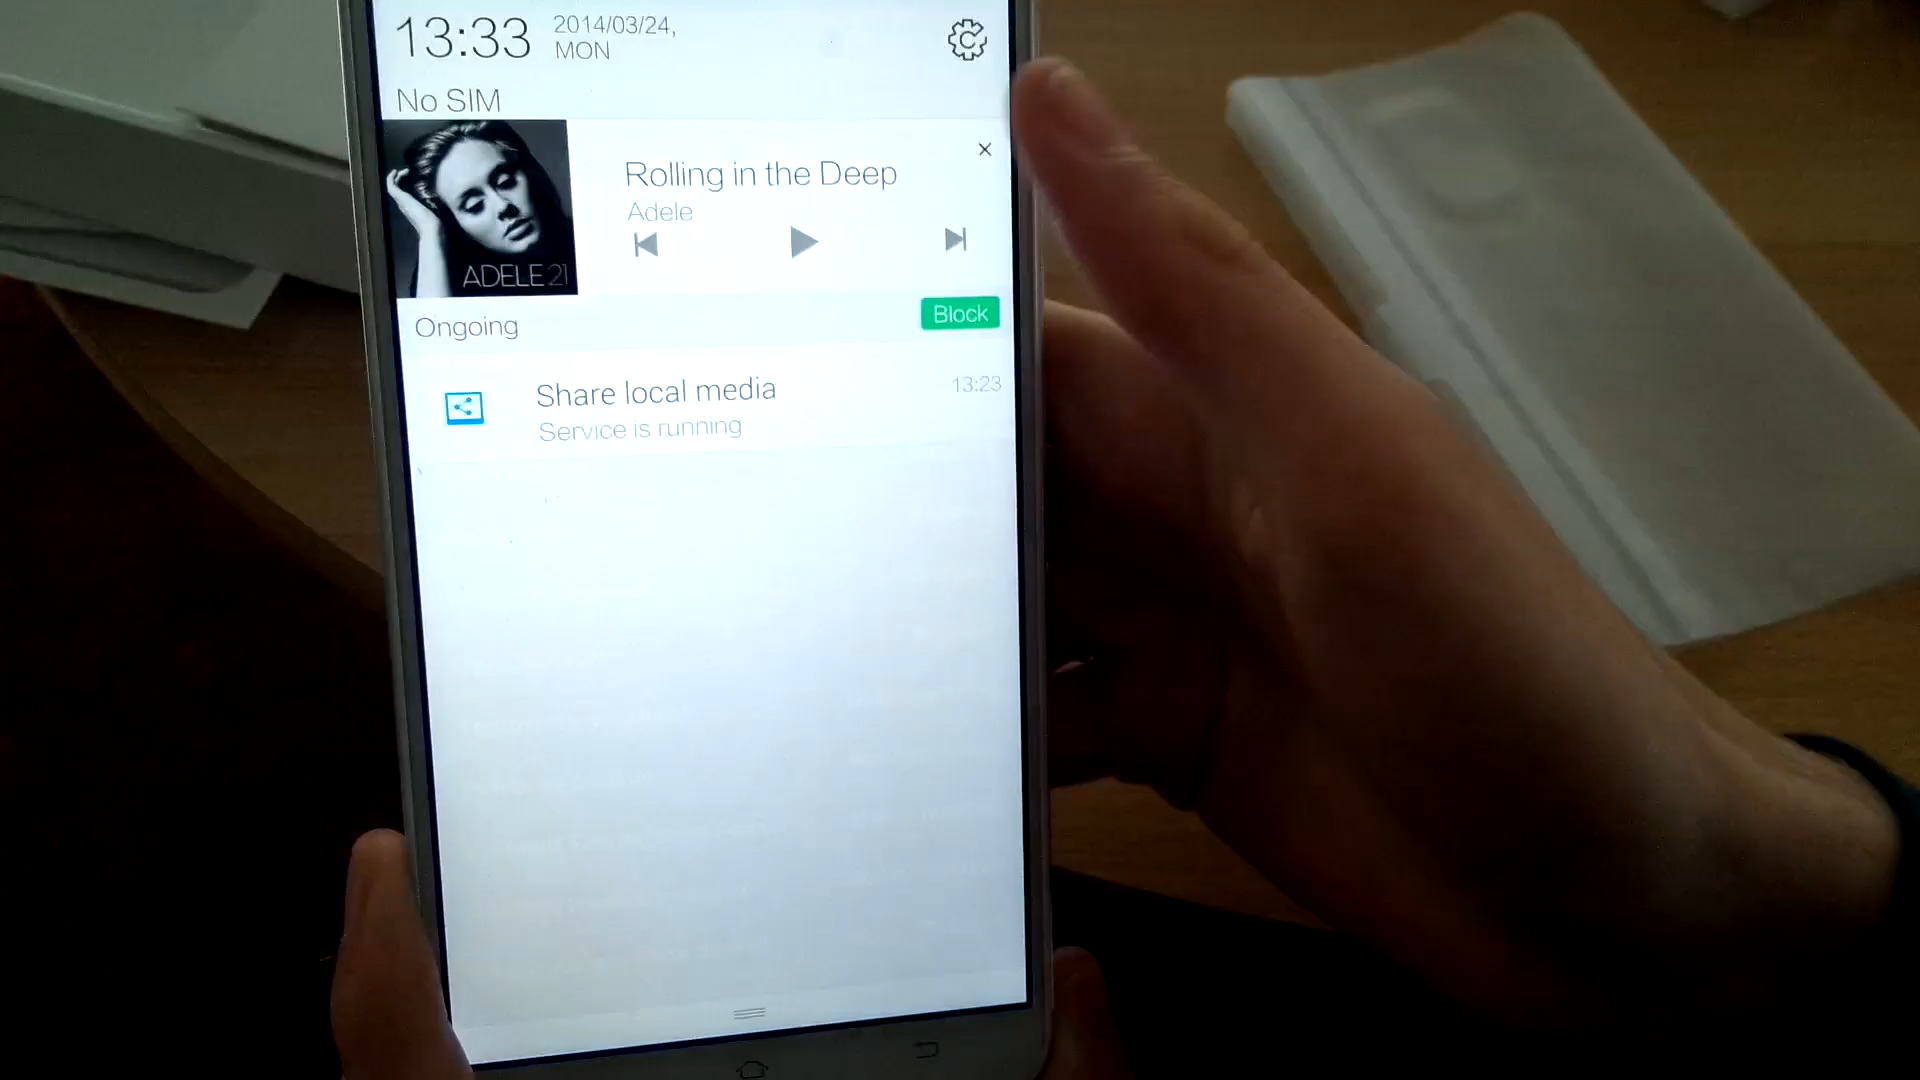 13:33
2014/03/24,
MON
No SIM
ADELE 21
Rolling in the Deep
Adele
Ongoing
Block
Share local media
13:23
Service is running